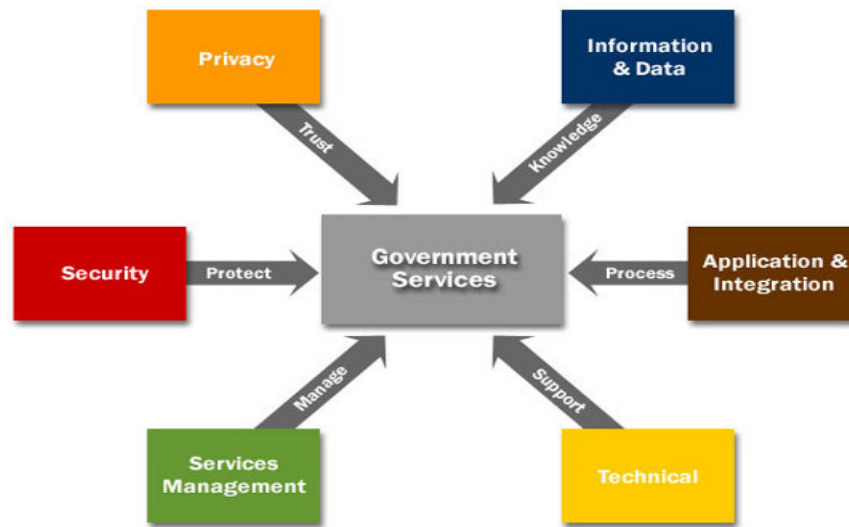 Privacy
Information
& Data
Trust
Knowledge
Security
Protect
Government
Services
Process
Application &
Integration
Manage
Support
Services
Management
Technical